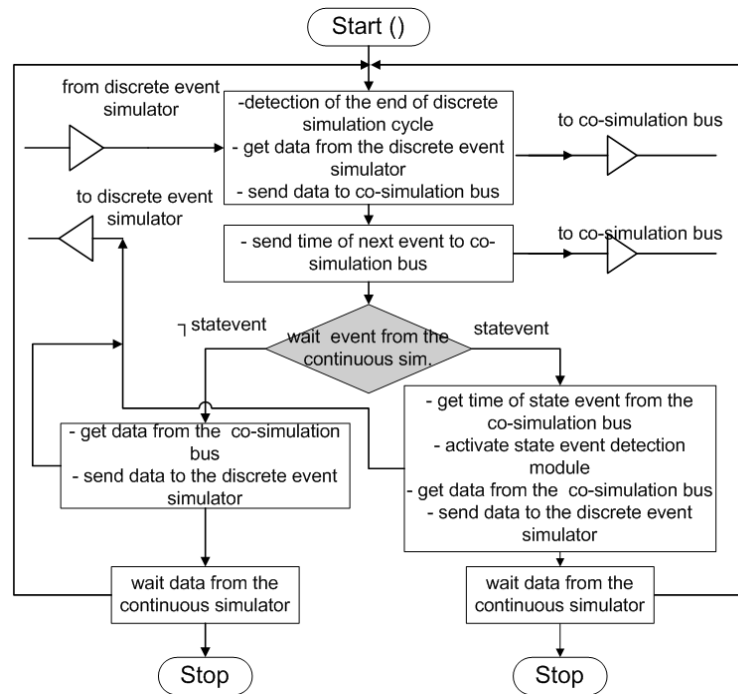 Start ()
from discrete event
simulator
-detection of the end of discrete
simulation cycle
- get data from the discrete event
simulator
- send data to co-simulation bus
to co-simulation bus
to discrete event
simulator
- send time of next event to co-
simulation bus
to co-simulation bus
┐ statevent
wait event from the
continuous sim.
statevent
- get data from the co-simulation
bus
- send data to the discrete event
simulator
- get time of state event from the
co-simulation bus
- activate state event detection
module
- get data from the co-simulation bus
- send data to the discrete event
simulator
wait data from the
continuous simulator
wait data from the
continuous simulator
Stop
Stop